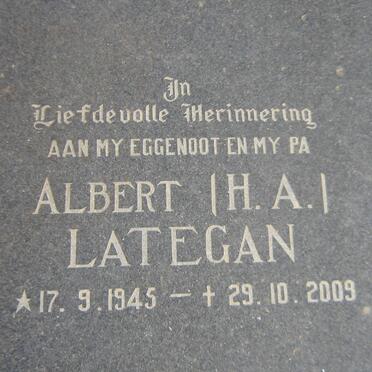 In
Liefdevolle Herinnering
AAN MY EGGENOOT EN MY PA
ALBERT (H.A.)
LATEGAN
★17. 9.1945 – † 29. 10. 2009